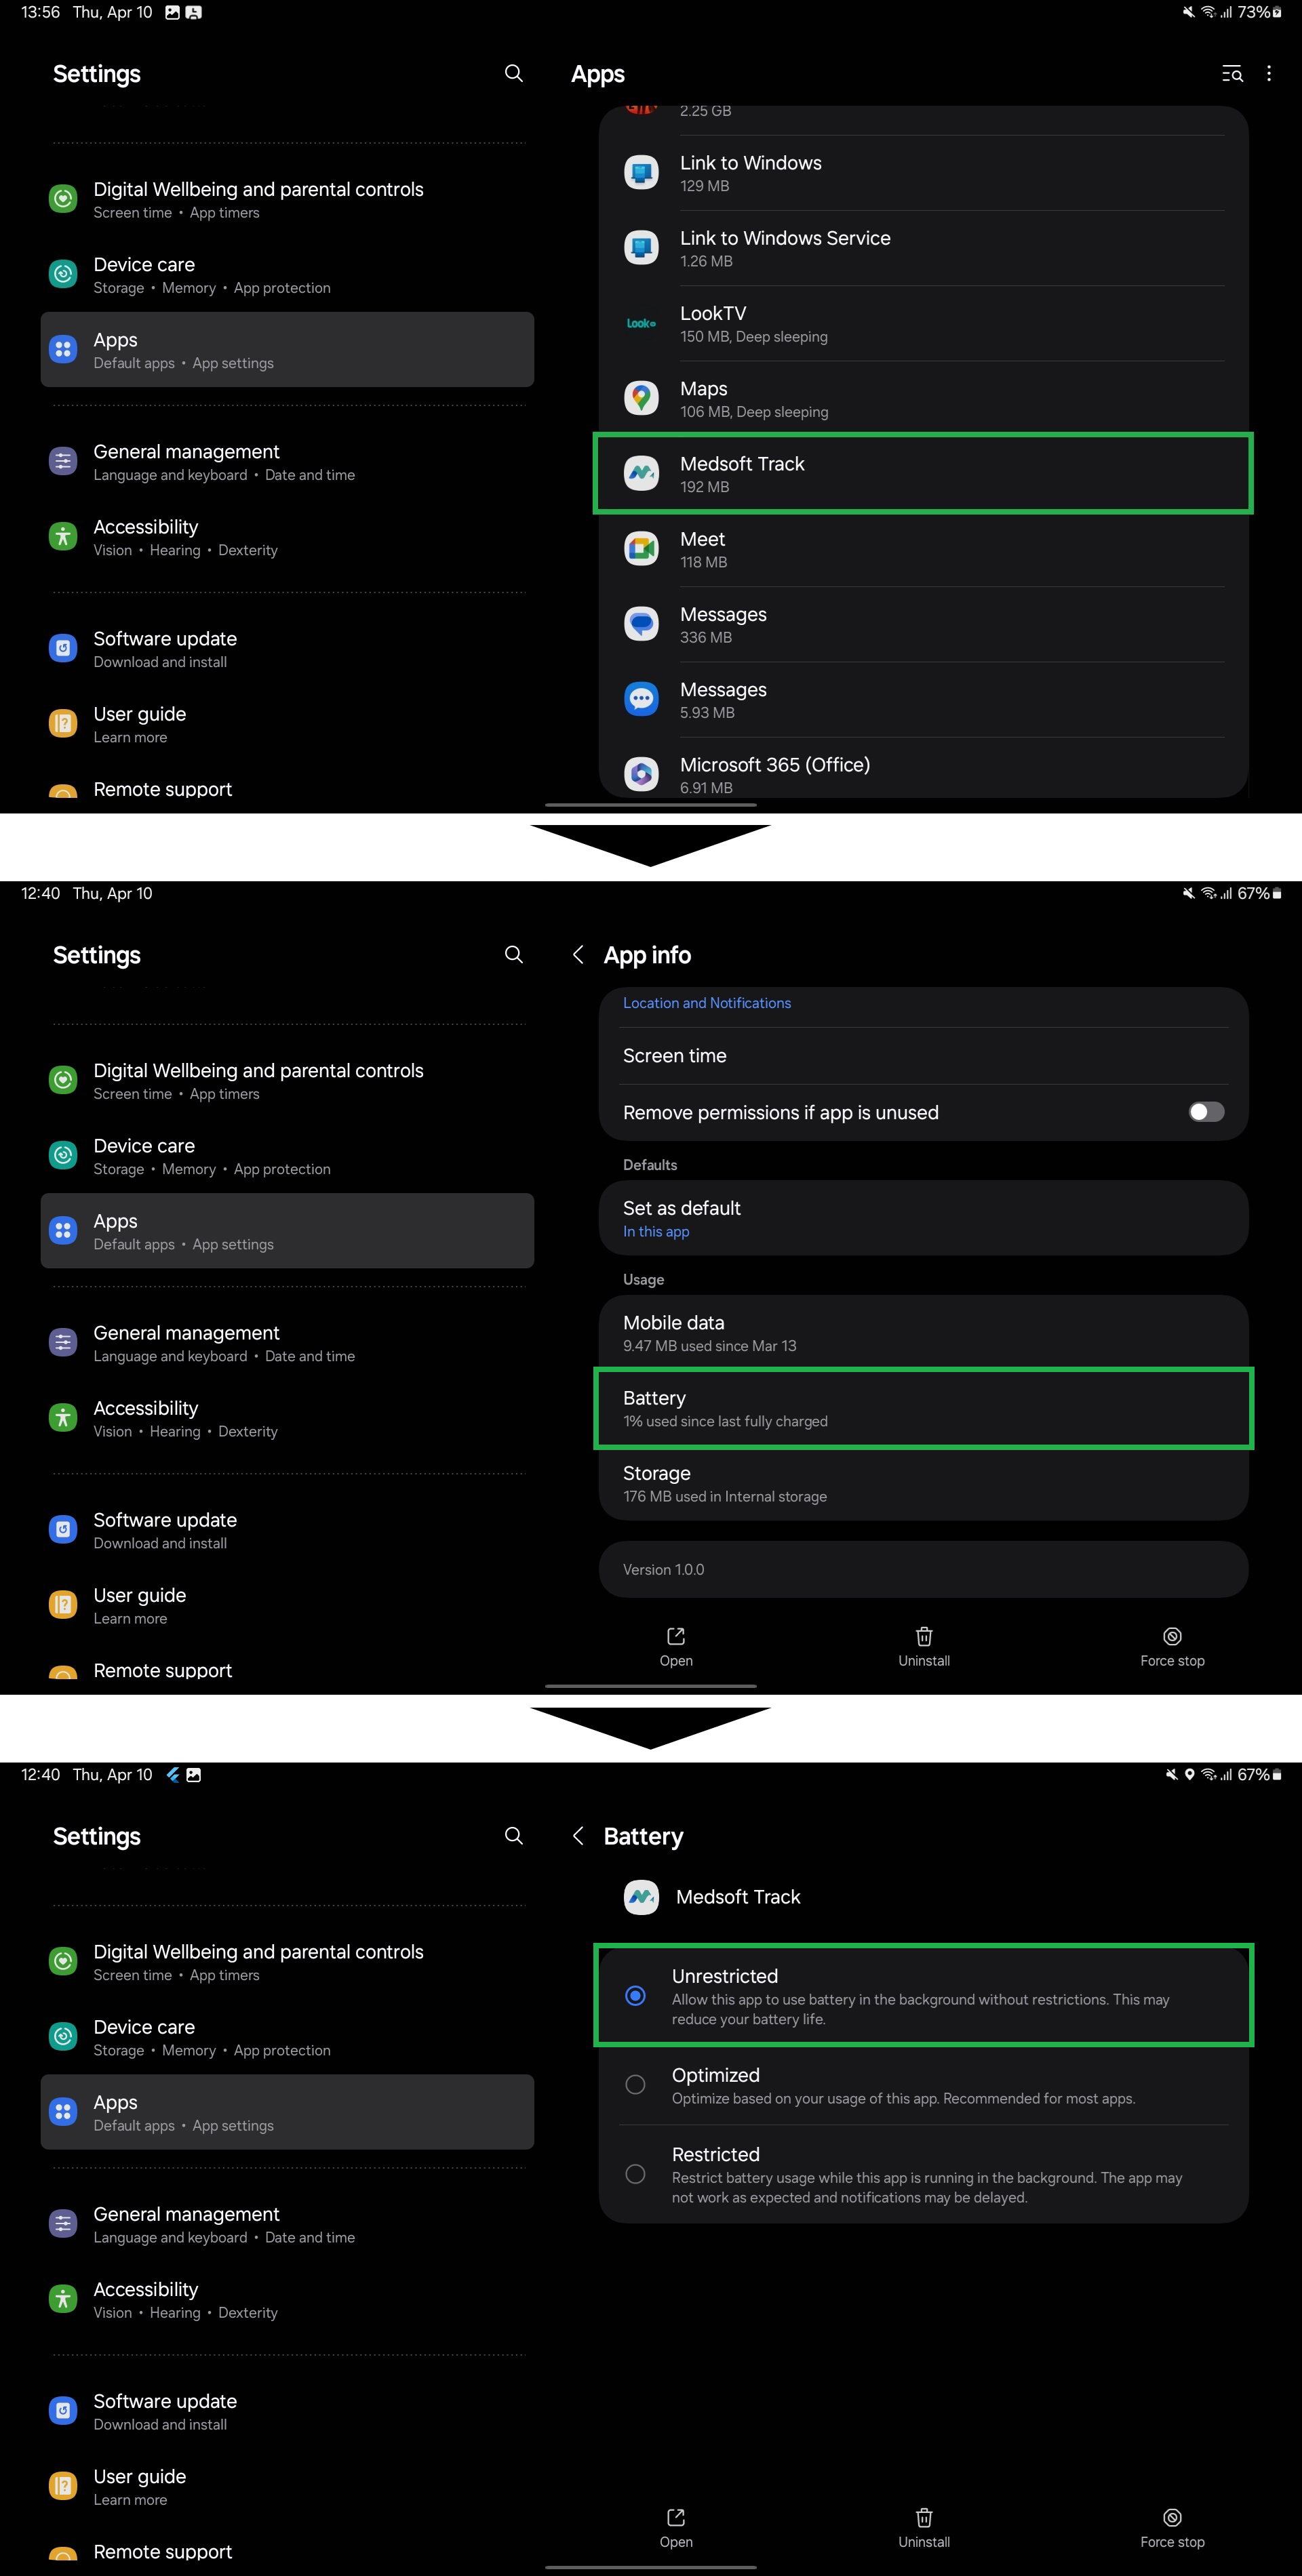 13:56 Thu, Apr 10
73%
Settings
Digital Wellbeing and parental controls
Screen time • App timers
Device care
Storage • Memory • App protection
Apps
Default apps • App settings
General management
Language and keyboard • Date and time
Accessibility
Vision • Hearing • Dexterity
Software update
Download and install
User guide
Learn more
Remote support
Apps
2.25 GB
Link to Windows
129 MB
Link to Windows Service
1.26 MB
Look
LookTV
150 MB, Deep sleeping
Maps
106 MB, Deep sleeping
Medsoft Track
192 MB
Meet
118 MB
Messages
336 MB
Messages
5.93 MB
Microsoft 365 (Office)
6.91 MB
12:40 Thu, Apr 10
67%
Settings
Digital Wellbeing and parental controls
Screen time • App timers
Device care
Storage • Memory • App protection
Apps
Default apps • App settings
General management
Language and keyboard • Date and time
Accessibility
Vision • Hearing • Dexterity
Software update
Download and install
User guide
Learn more
Remote support
App info
Location and Notifications
Screen time
Remove permissions if app is unused
Defaults
Set as default
In this app
Usage
Mobile data
9.47 MB used since Mar 13
Battery
1% used since last fully charged
Storage
176 MB used in Internal storage
Version 1.0.0
Open
Uninstall
Force stop
12:40 Thu, Apr 10
67%
Settings
Digital Wellbeing and parental controls
Screen time • App timers
Device care
Storage • Memory • App protection
Apps
Default apps • App settings
General management
Language and keyboard • Date and time
Accessibility
Vision • Hearing • Dexterity
Software update
Download and install
User guide
Learn more
Remote support
Battery
Medsoft Track
Unrestricted
Allow this app to use battery in the background without restrictions. This may
reduce your battery life.
Optimized
Optimize based on your usage of this app. Recommended for most apps.
Restricted
Restrict battery usage while this app is running in the background. The app may
not work as expected and notifications may be delayed.
Open
Uninstall
Force stop